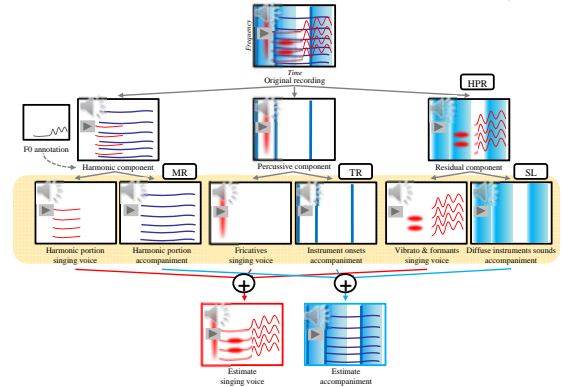 Frequency
Time
Original recording
HPR
F0 annotation
Harmonic component
Percussive component
Residual component
MR
TR
SL
Harmonic portion
singing voice
Harmonic portion
accompaniment
Fricatives
singing voice
Instrument onsets
accompaniment
Vibrato & formants
singing voice
Diffuse instruments sounds
accompaniment
+
+
Estimate
singing voice
Estimate
accompaniment